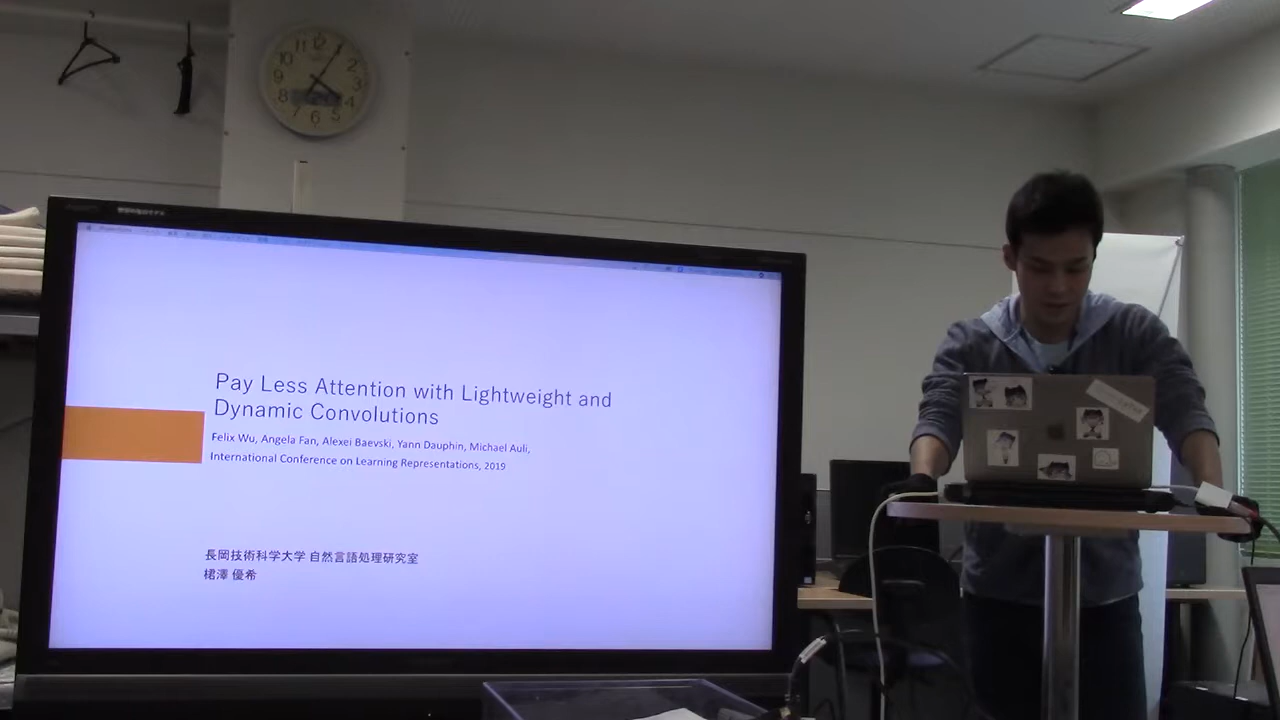 Pay Less Attention with Lightweight and
Dynamic Convolutions
Felix Wu, Angela Fan, Alexei Baevski, Yann Dauphin, Michael Auli,
International Conference on Learning Representations, 2019
長岡技術科学大学 自然言語処理研究室
桾澤 優希